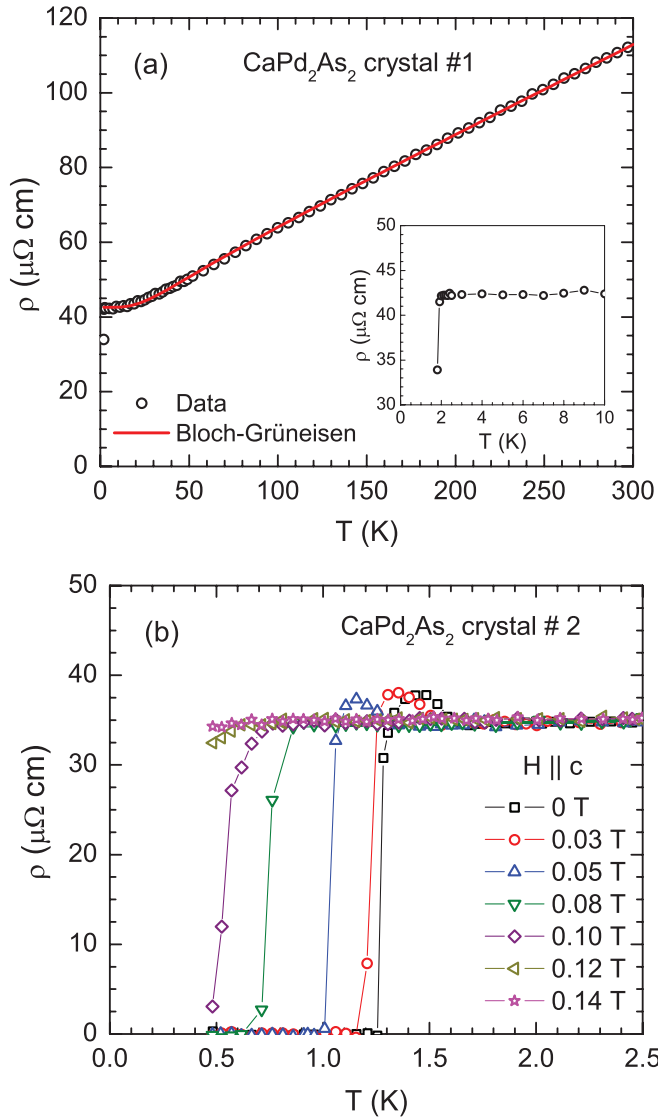 (a)
CaPd₂As₂ crystal #1
ρ (μΩ cm)
120
100
80
60
40
20
0
0 50 100 150 200 250 300
T (K)
Data
Bloch-Grüneisen
ρ (μΩ cm)
50
45
40
35
30
0 2 4 6 8 10
T (K)
(b)
CaPd₂As₂ crystal # 2
ρ (μΩ cm)
50
40
30
20
10
0
0.0 0.5 1.0 1.5 2.0 2.5
T (K)
H || c
0 T
0.03 T
0.05 T
0.08 T
0.10 T
0.12 T
0.14 T